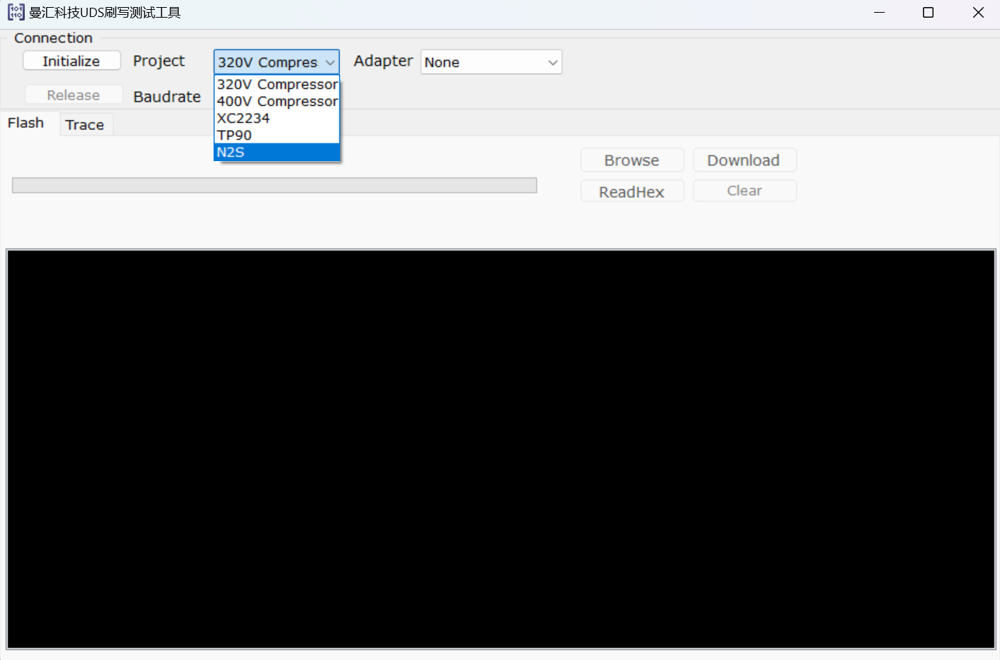 曼汇科技UDS刷写测试工具
Connection
Initialize Project 320V Compres Adapter None
320V Compressor
400V Compressor
Release Baudrate
XC2234
Flash Trace
TP90
N2S
Browse Download
ReadHex Clear